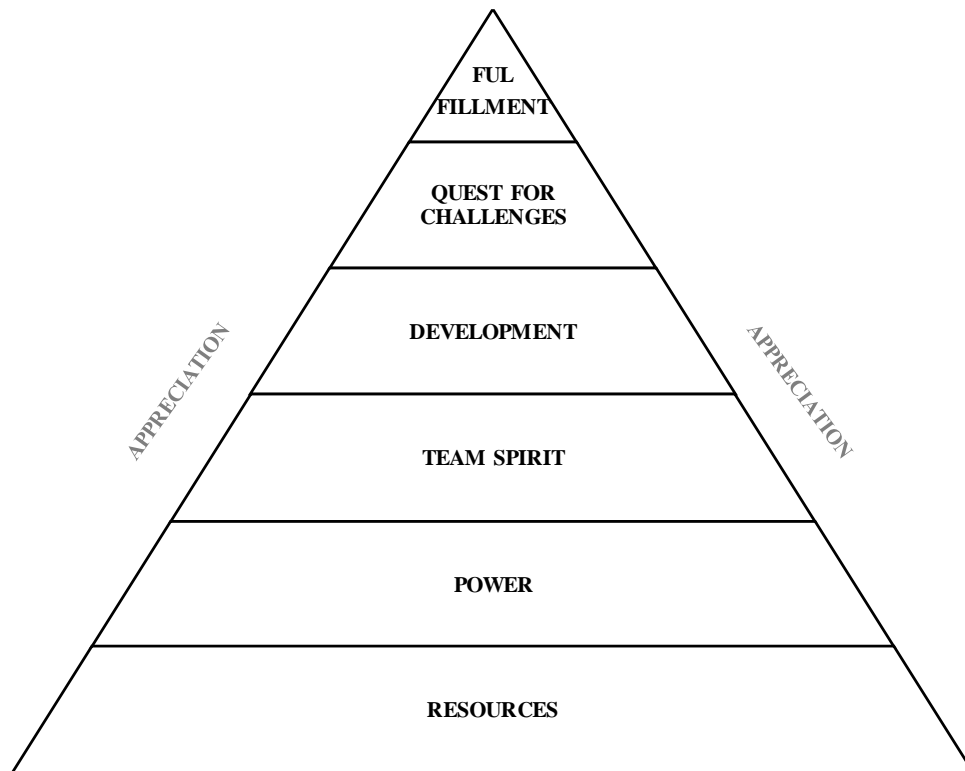 FUL
FILLMENT
QUEST FOR
CHALLENGES
DEVELOPMENT
APPRECIATION
APPRECIATION
TEAM SPIRIT
POWER
RESOURCES